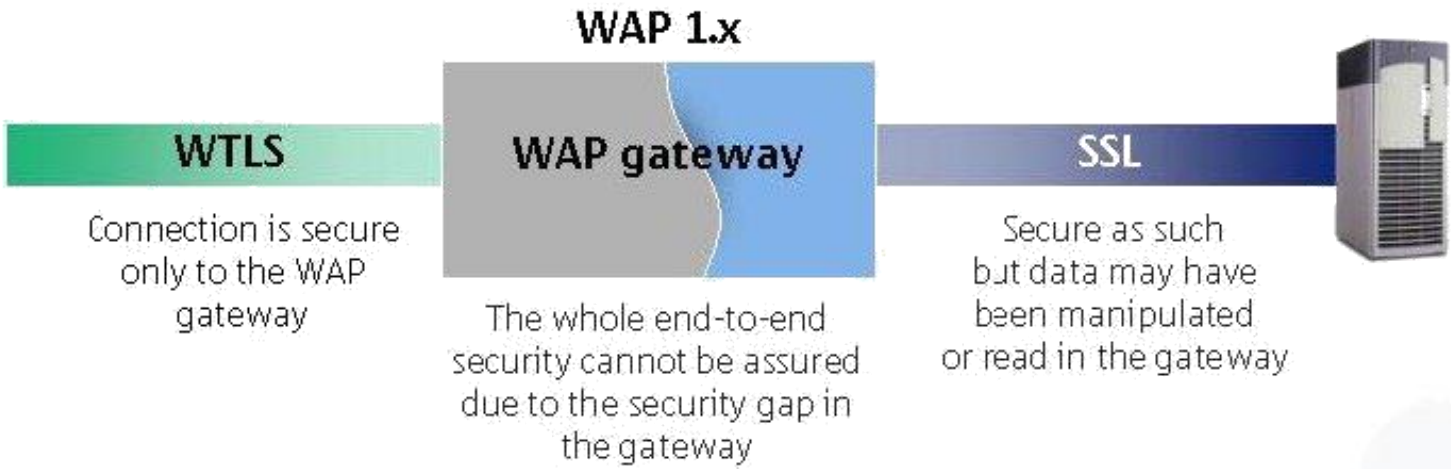 WAP 1.x
WTLS
WAP gateway
SSL
Connection is secure
only to the WAP
gateway
The whole end-to-end
security cannot be assured
due to the security gap in
the gateway
Secure as such
but data may have
been manipulated
or read in the gateway